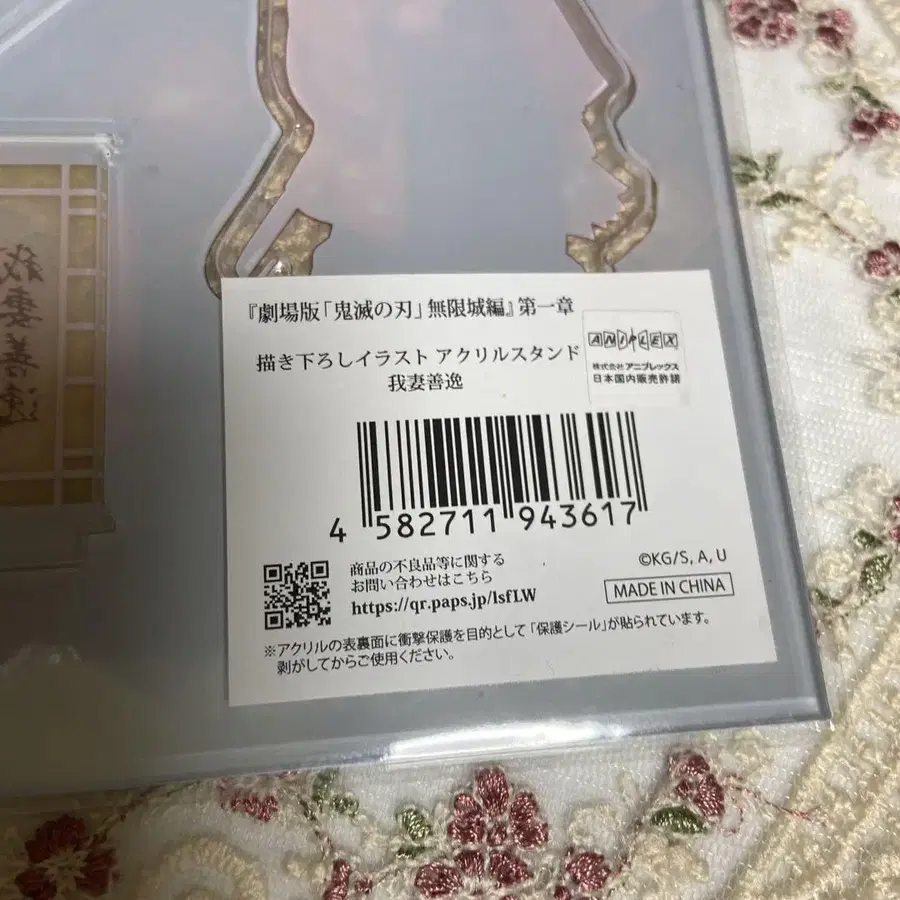 『劇場版「鬼滅の刃」無限城編』第一章
描き下ろしイラスト アクリルスタンド
我妻善逸
ANIPLEX
株式会社アニプレックス
日本国内販売許諾
4 582711 943617
商品の不良品等に関する
お問い合わせはこちら
https://qr.paps.jp/lsfLW
©KG/S, A, U
MADE IN CHINA
※アクリルの表裏面に衝撃保護を目的として「保護シール」が貼られています。
剥がしてからご使用ください。
我妻善逸